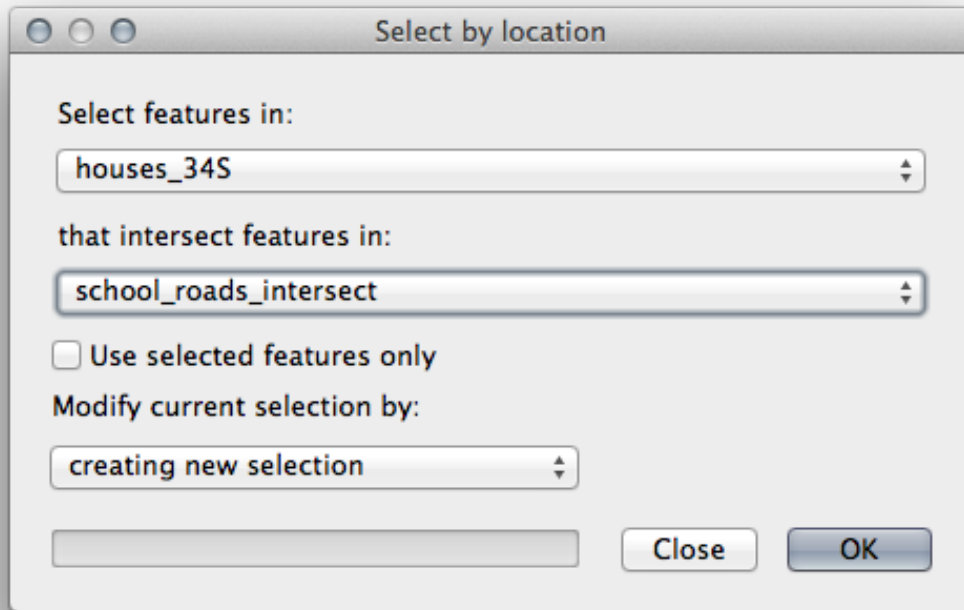 Select by location
Select features in:
houses_34S
that intersect features in:
school_roads_intersect
Use selected features only
Modify current selection by:
creating new selection
Close OK